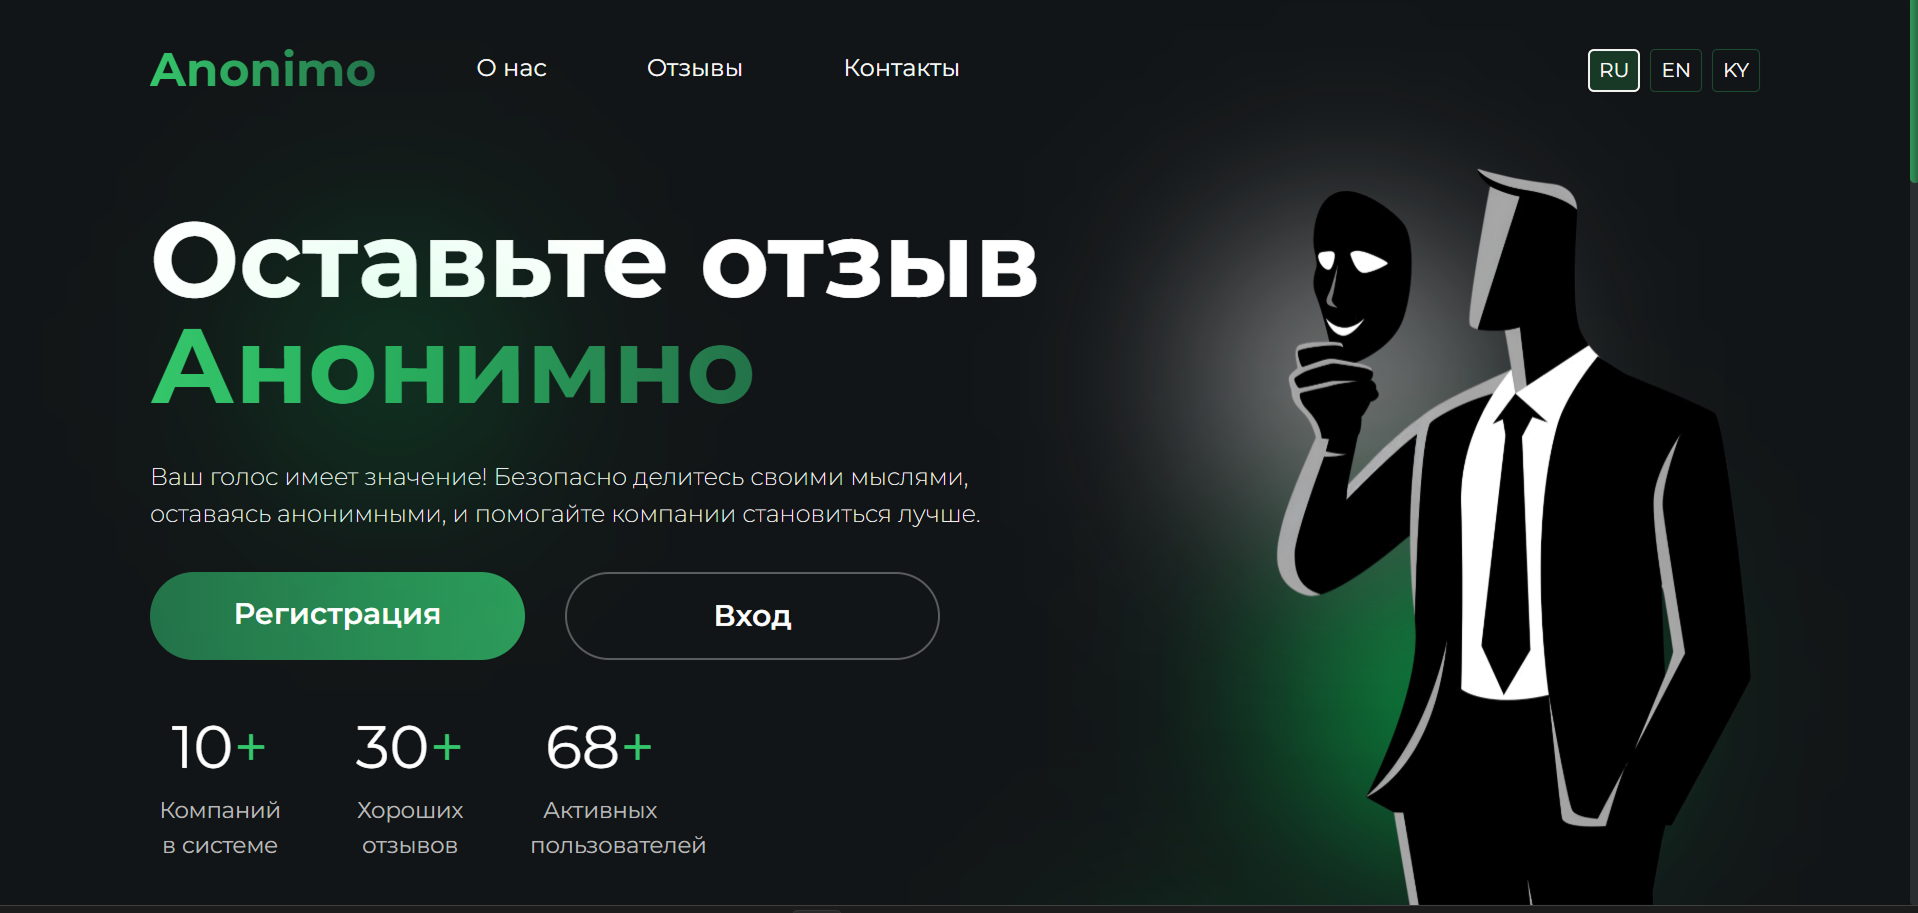 Anonimo
О нас
Отзывы
Контакты
RU
EN
KY
Оставьте отзыв
Анонимно
Ваш голос имеет значение! Безопасно делитесь своими мыслями,
оставаясь анонимными, и помогайте компании становиться лучше.
Регистрация
Вход
10+
Компаний
в системе
30+
Хороших
отзывов
68+
Активных
пользователей